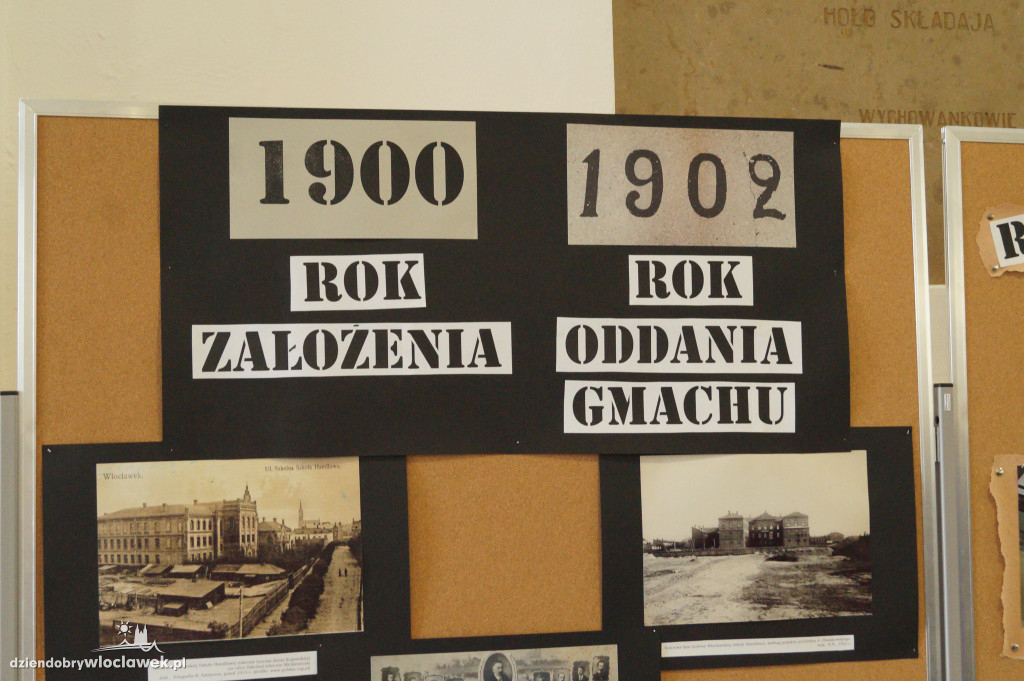 HOŁD SKŁADAJĄ
WYCHOWANKOWIE
1900
1902
ROK
ZAŁOŻENIA
ROK
ODDANIA
GMACHU
R
Włocławek.
Ul. Szkolna Szkoła Handlowa.
dziendobrywloclawek.pl